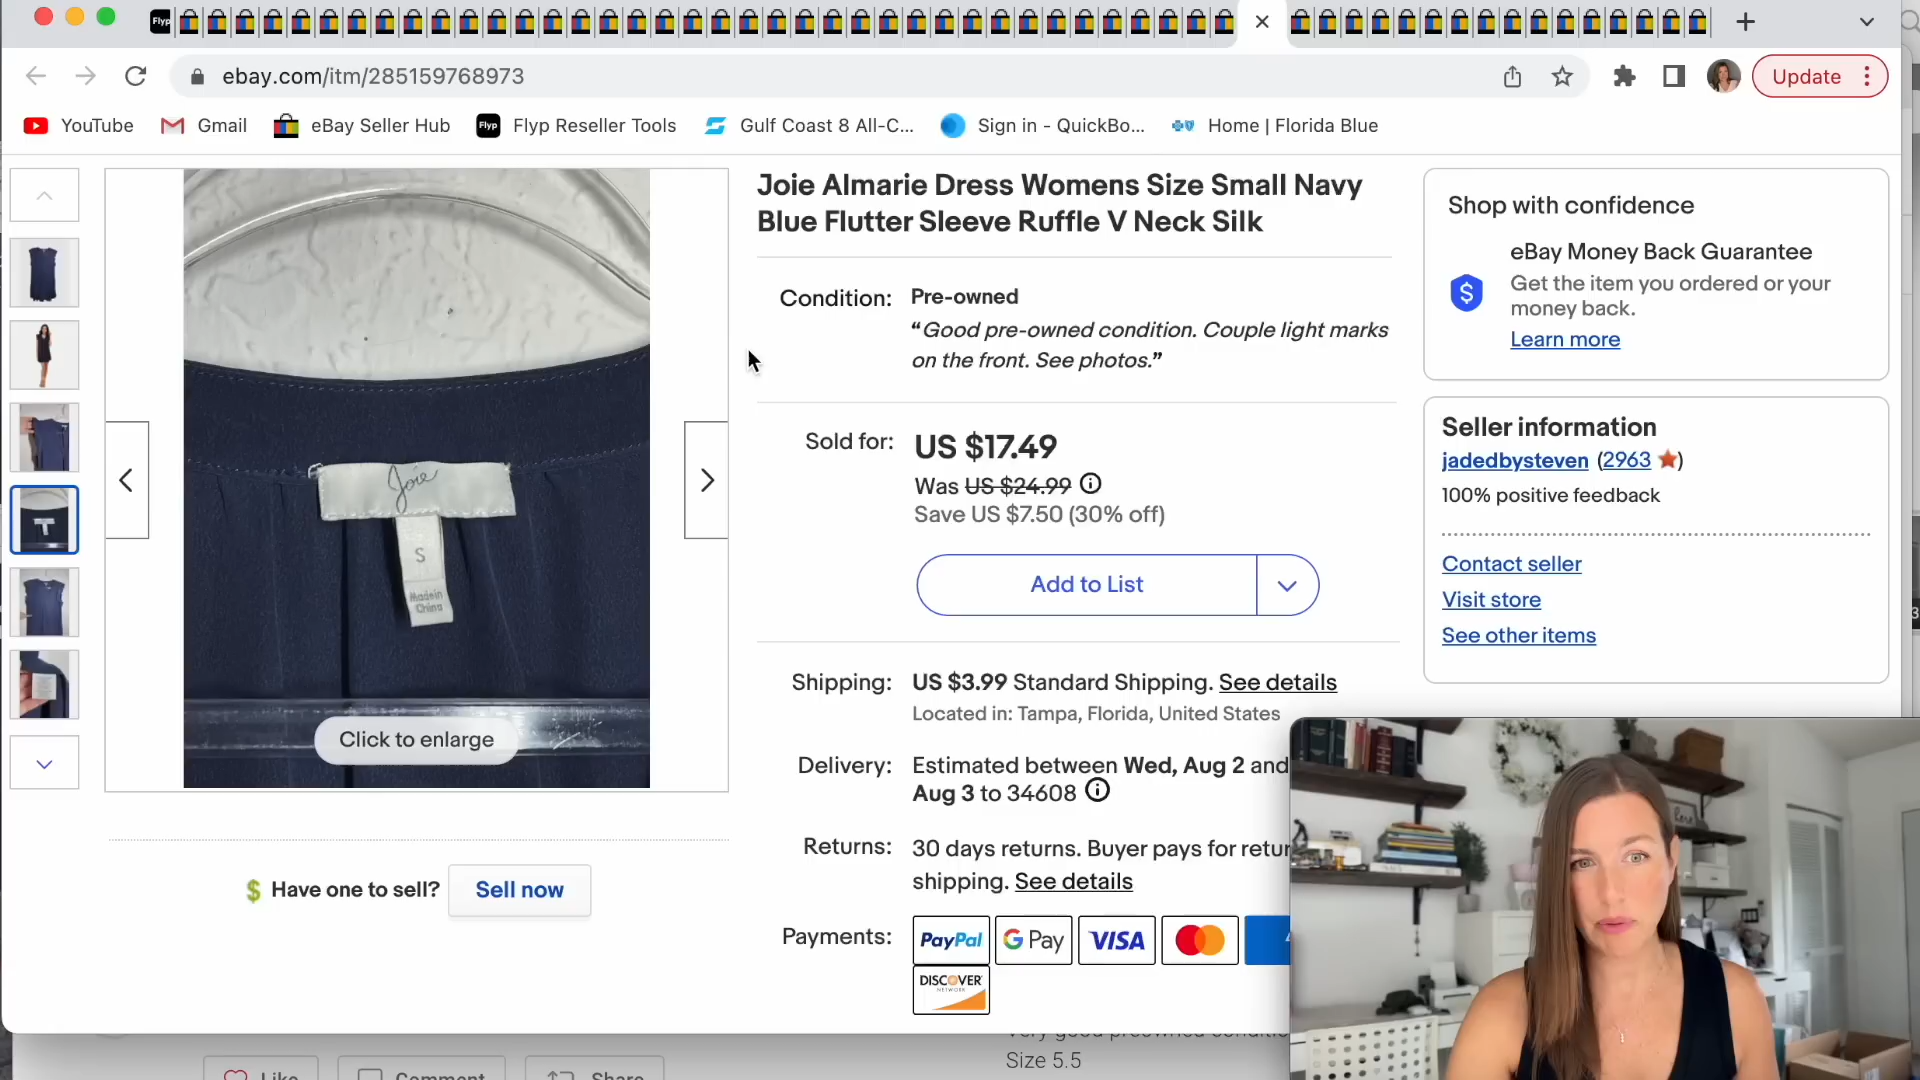 Flyp
ebay.com/itm/285159768973
Update
YouTube
Gmail
eBay Seller Hub
Flyp
Flyp Reseller Tools
Gulf Coast 8 All-C...
Sign in - QuickBo...
Home | Florida Blue
Joie Almarie Dress Womens Size Small Navy
Blue Flutter Sleeve Ruffle V Neck Silk
Condition:
Pre-owned
“Good pre-owned condition. Couple light marks
on the front. See photos.”
Sold for:
US $17.49
Was US $24.99
Save US $7.50 (30% off)
Add to List
Shipping:
US $3.99 Standard Shipping. See details
Located in: Tampa, Florida, United States
Delivery:
Estimated between Wed, Aug 2 and
Aug 3 to 34608
Returns:
30 days returns. Buyer pays for retur
shipping. See details
Payments:
PayPal
G Pay
VISA
DISCOVER
NETWORK
Joie
S
Made in
China
Click to enlarge
Have one to sell?
Sell now
Shop with confidence
eBay Money Back Guarantee
Get the item you ordered or your
money back.
Learn more
Seller information
jadedbysteven (2963)
100% positive feedback
Contact seller
Visit store
See other items
Size 5.5
Like
Comment
Share